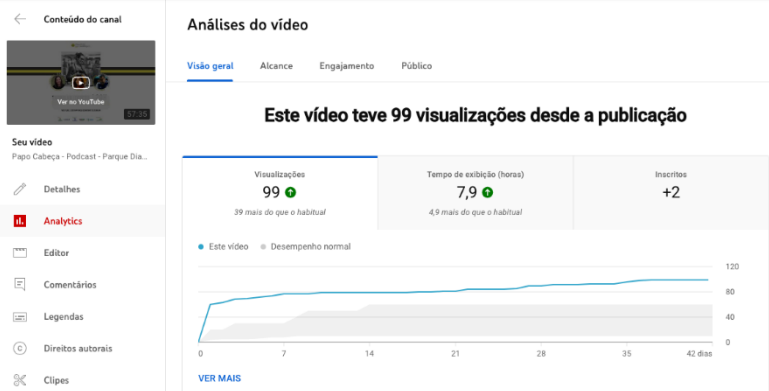 Conteúdo do canal
Ver no YouTube
57:35
Seu vídeo
Papo Cabeça - Podcast - Parque Dia...
Detalhes
Analytics
Editor
Comentários
Legendas
Direitos autorais
Clipes
Análises do vídeo
Visão geral
Alcance
Engajamento
Público
Este vídeo teve 99 visualizações desde a publicação
Visualizações
99
39 mais do que o habitual
Tempo de exibição (horas)
7,9
4,9 mais do que o habitual
Inscritos
+2
Este vídeo
Desempenho normal
120
80
40
0
0 7 14 21 28 35 42 dias
VER MAIS